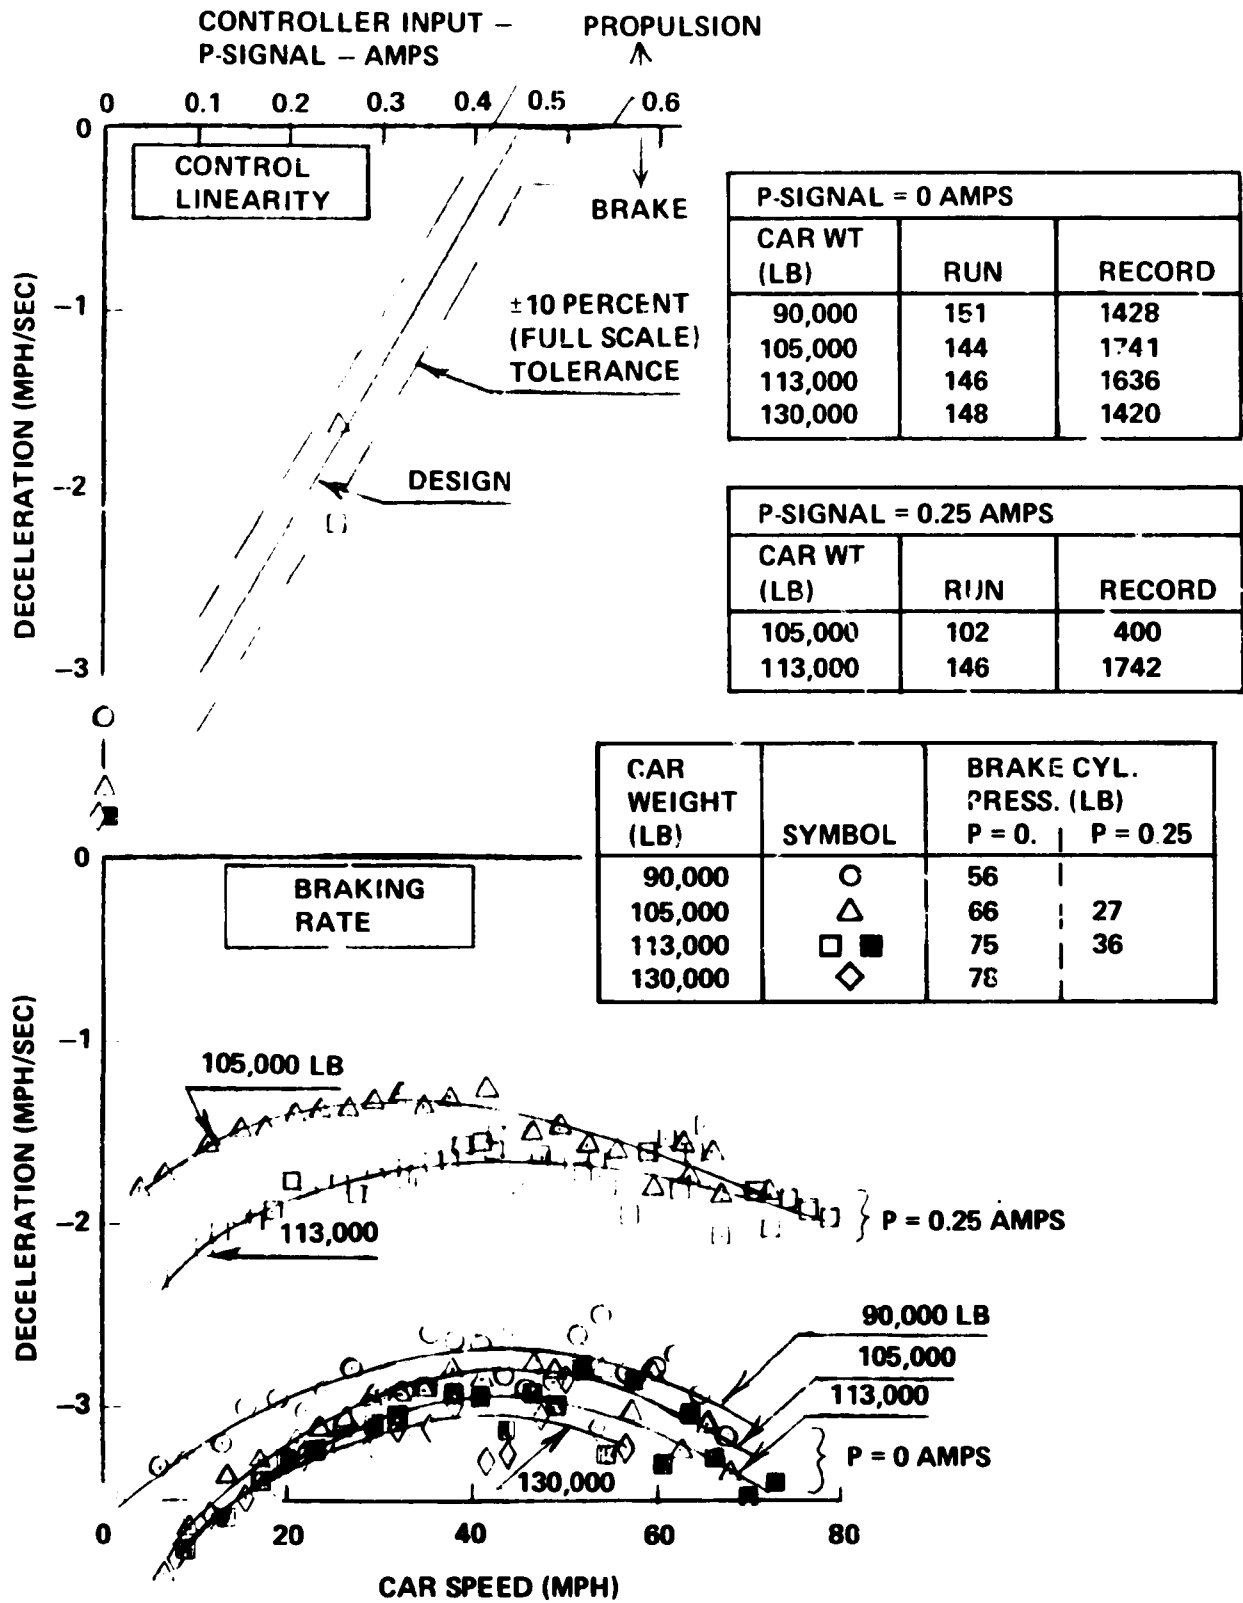 CONTROLLER INPUT –
P-SIGNAL – AMPS
PROPULSION
0 0.1 0.2 0.3 0.4 0.5 0.6
0
CONTROL
LINEARITY
BRAKE
–1
±10 PERCENT
(FULL SCALE)
TOLERANCE
DESIGN
–2
–3
DECELERATION (MPH/SEC)
P-SIGNAL = 0 AMPS
CAR WT
(LB) RUN RECORD
90,000 151 1428
105,000 144 1741
113,000 146 1636
130,000 148 1420
P-SIGNAL = 0.25 AMPS
CAR WT
(LB) RUN RECORD
105,000 102 400
113,000 146 1742
CAR
WEIGHT
(LB)
SYMBOL
BRAKE CYL.
PRESS. (LB)
P = 0. P = 0.25
90,000 56
105,000 66 27
113,000 75 36
130,000 78
0
BRAKING
RATE
–1
105,000 LB
–2
113,000
P = 0.25 AMPS
90,000 LB
105,000
113,000
–3
P = 0 AMPS
130,000
DECELERATION (MPH/SEC)
0 20 40 60 80
CAR SPEED (MPH)